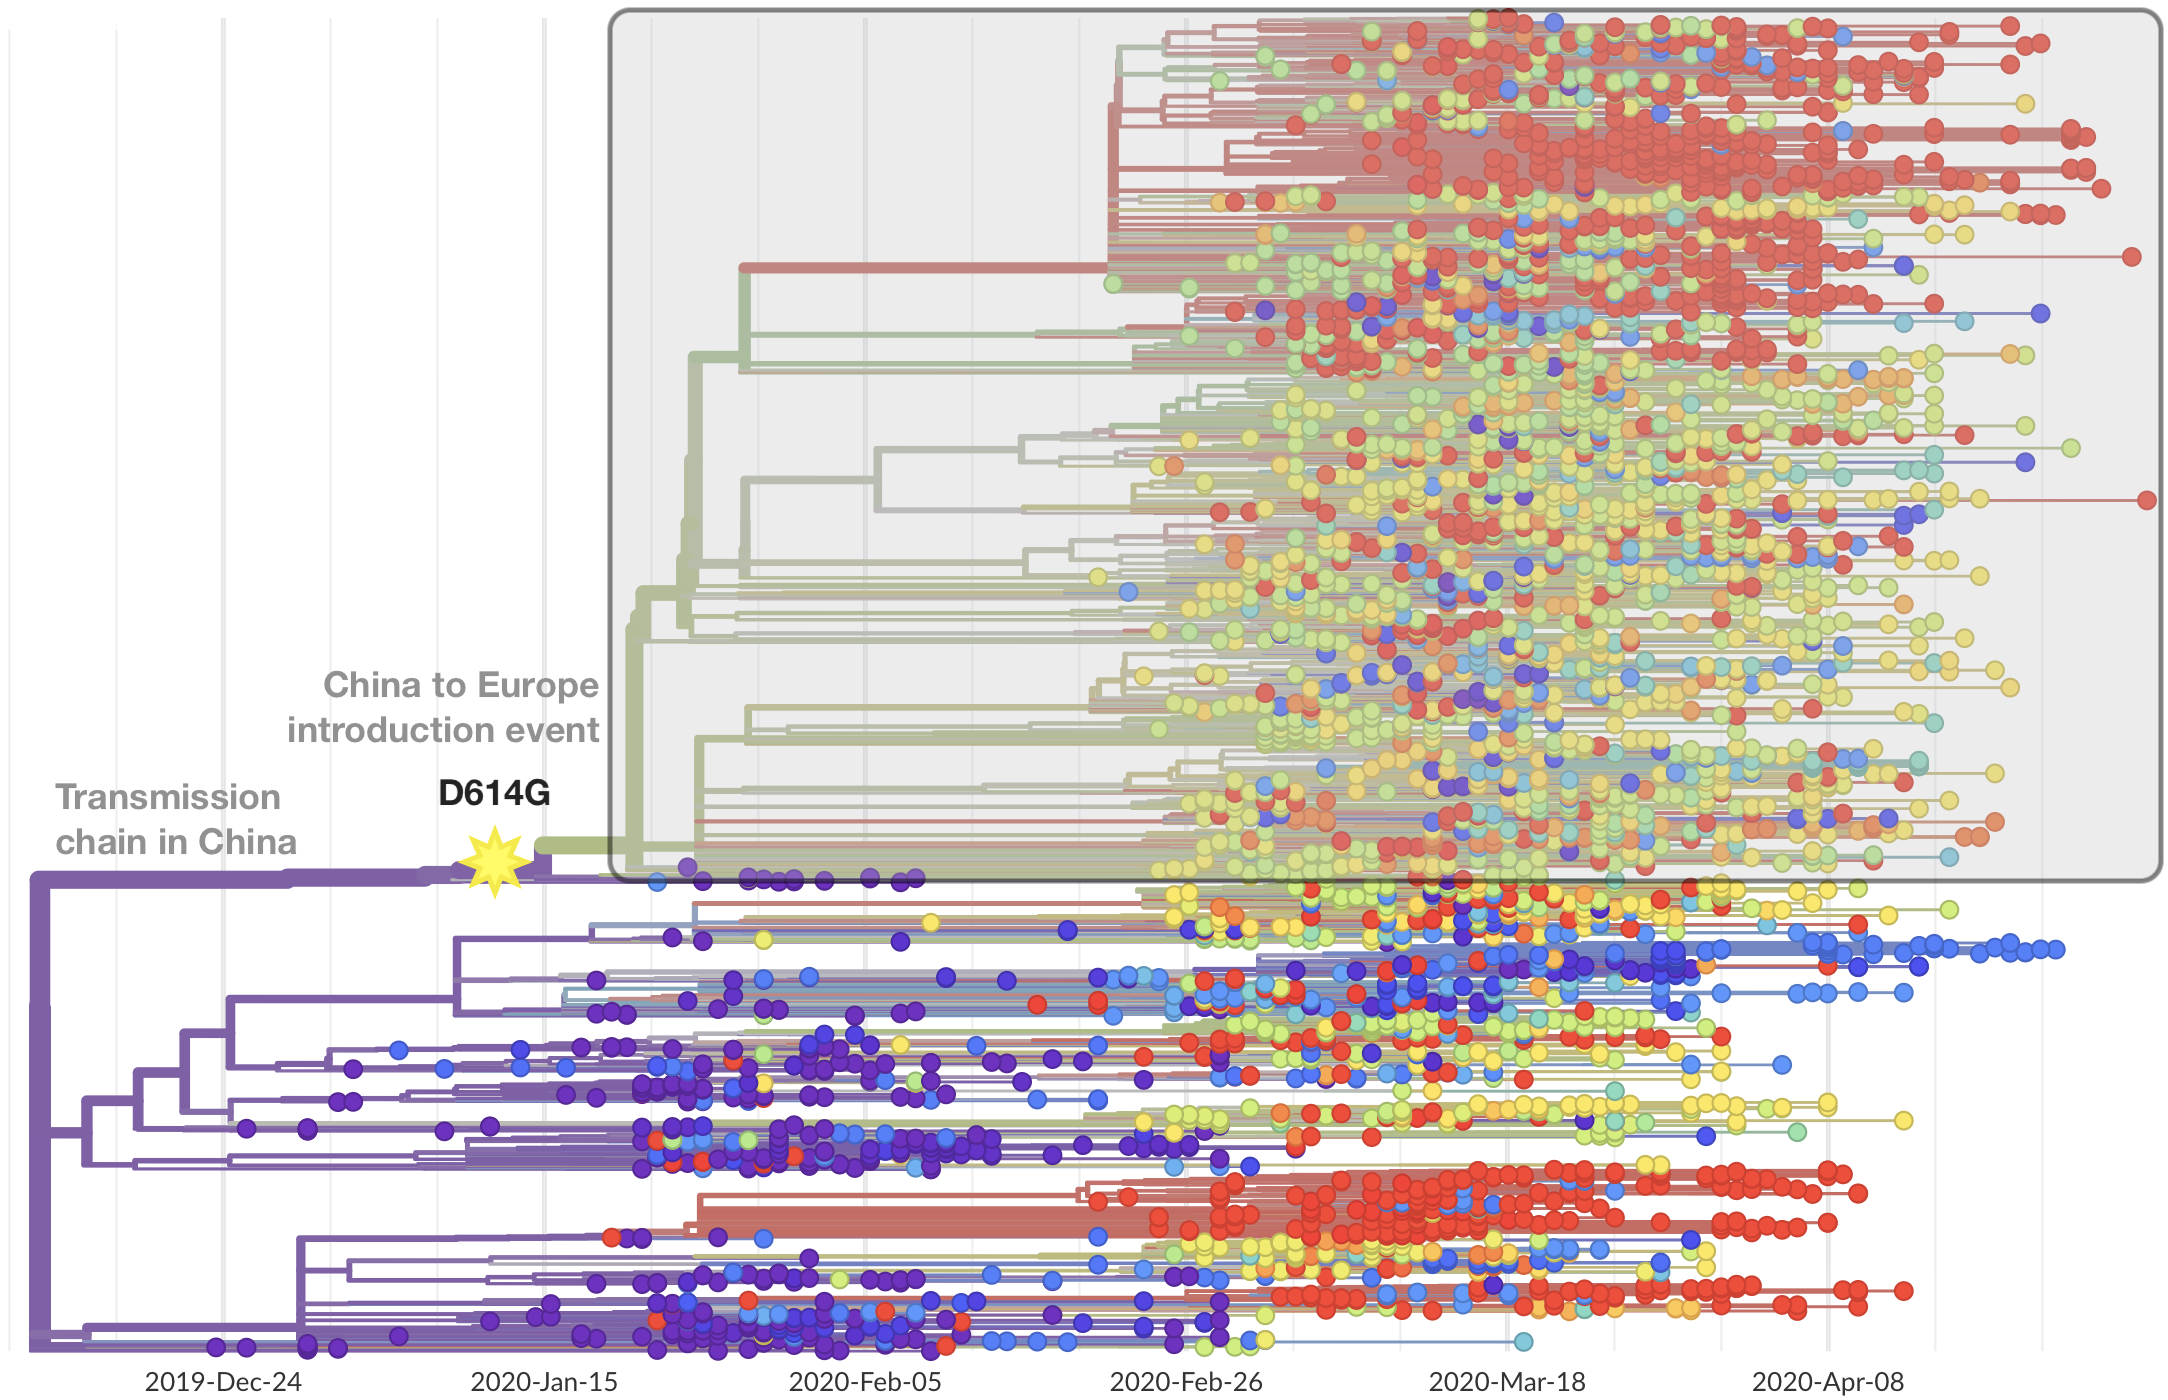 China to Europe
introduction event
D614G
Transmission
chain in China
2019-Dec-24
2020-Jan-15
2020-Feb-05
2020-Feb-26
2020-Mar-18
2020-Apr-08